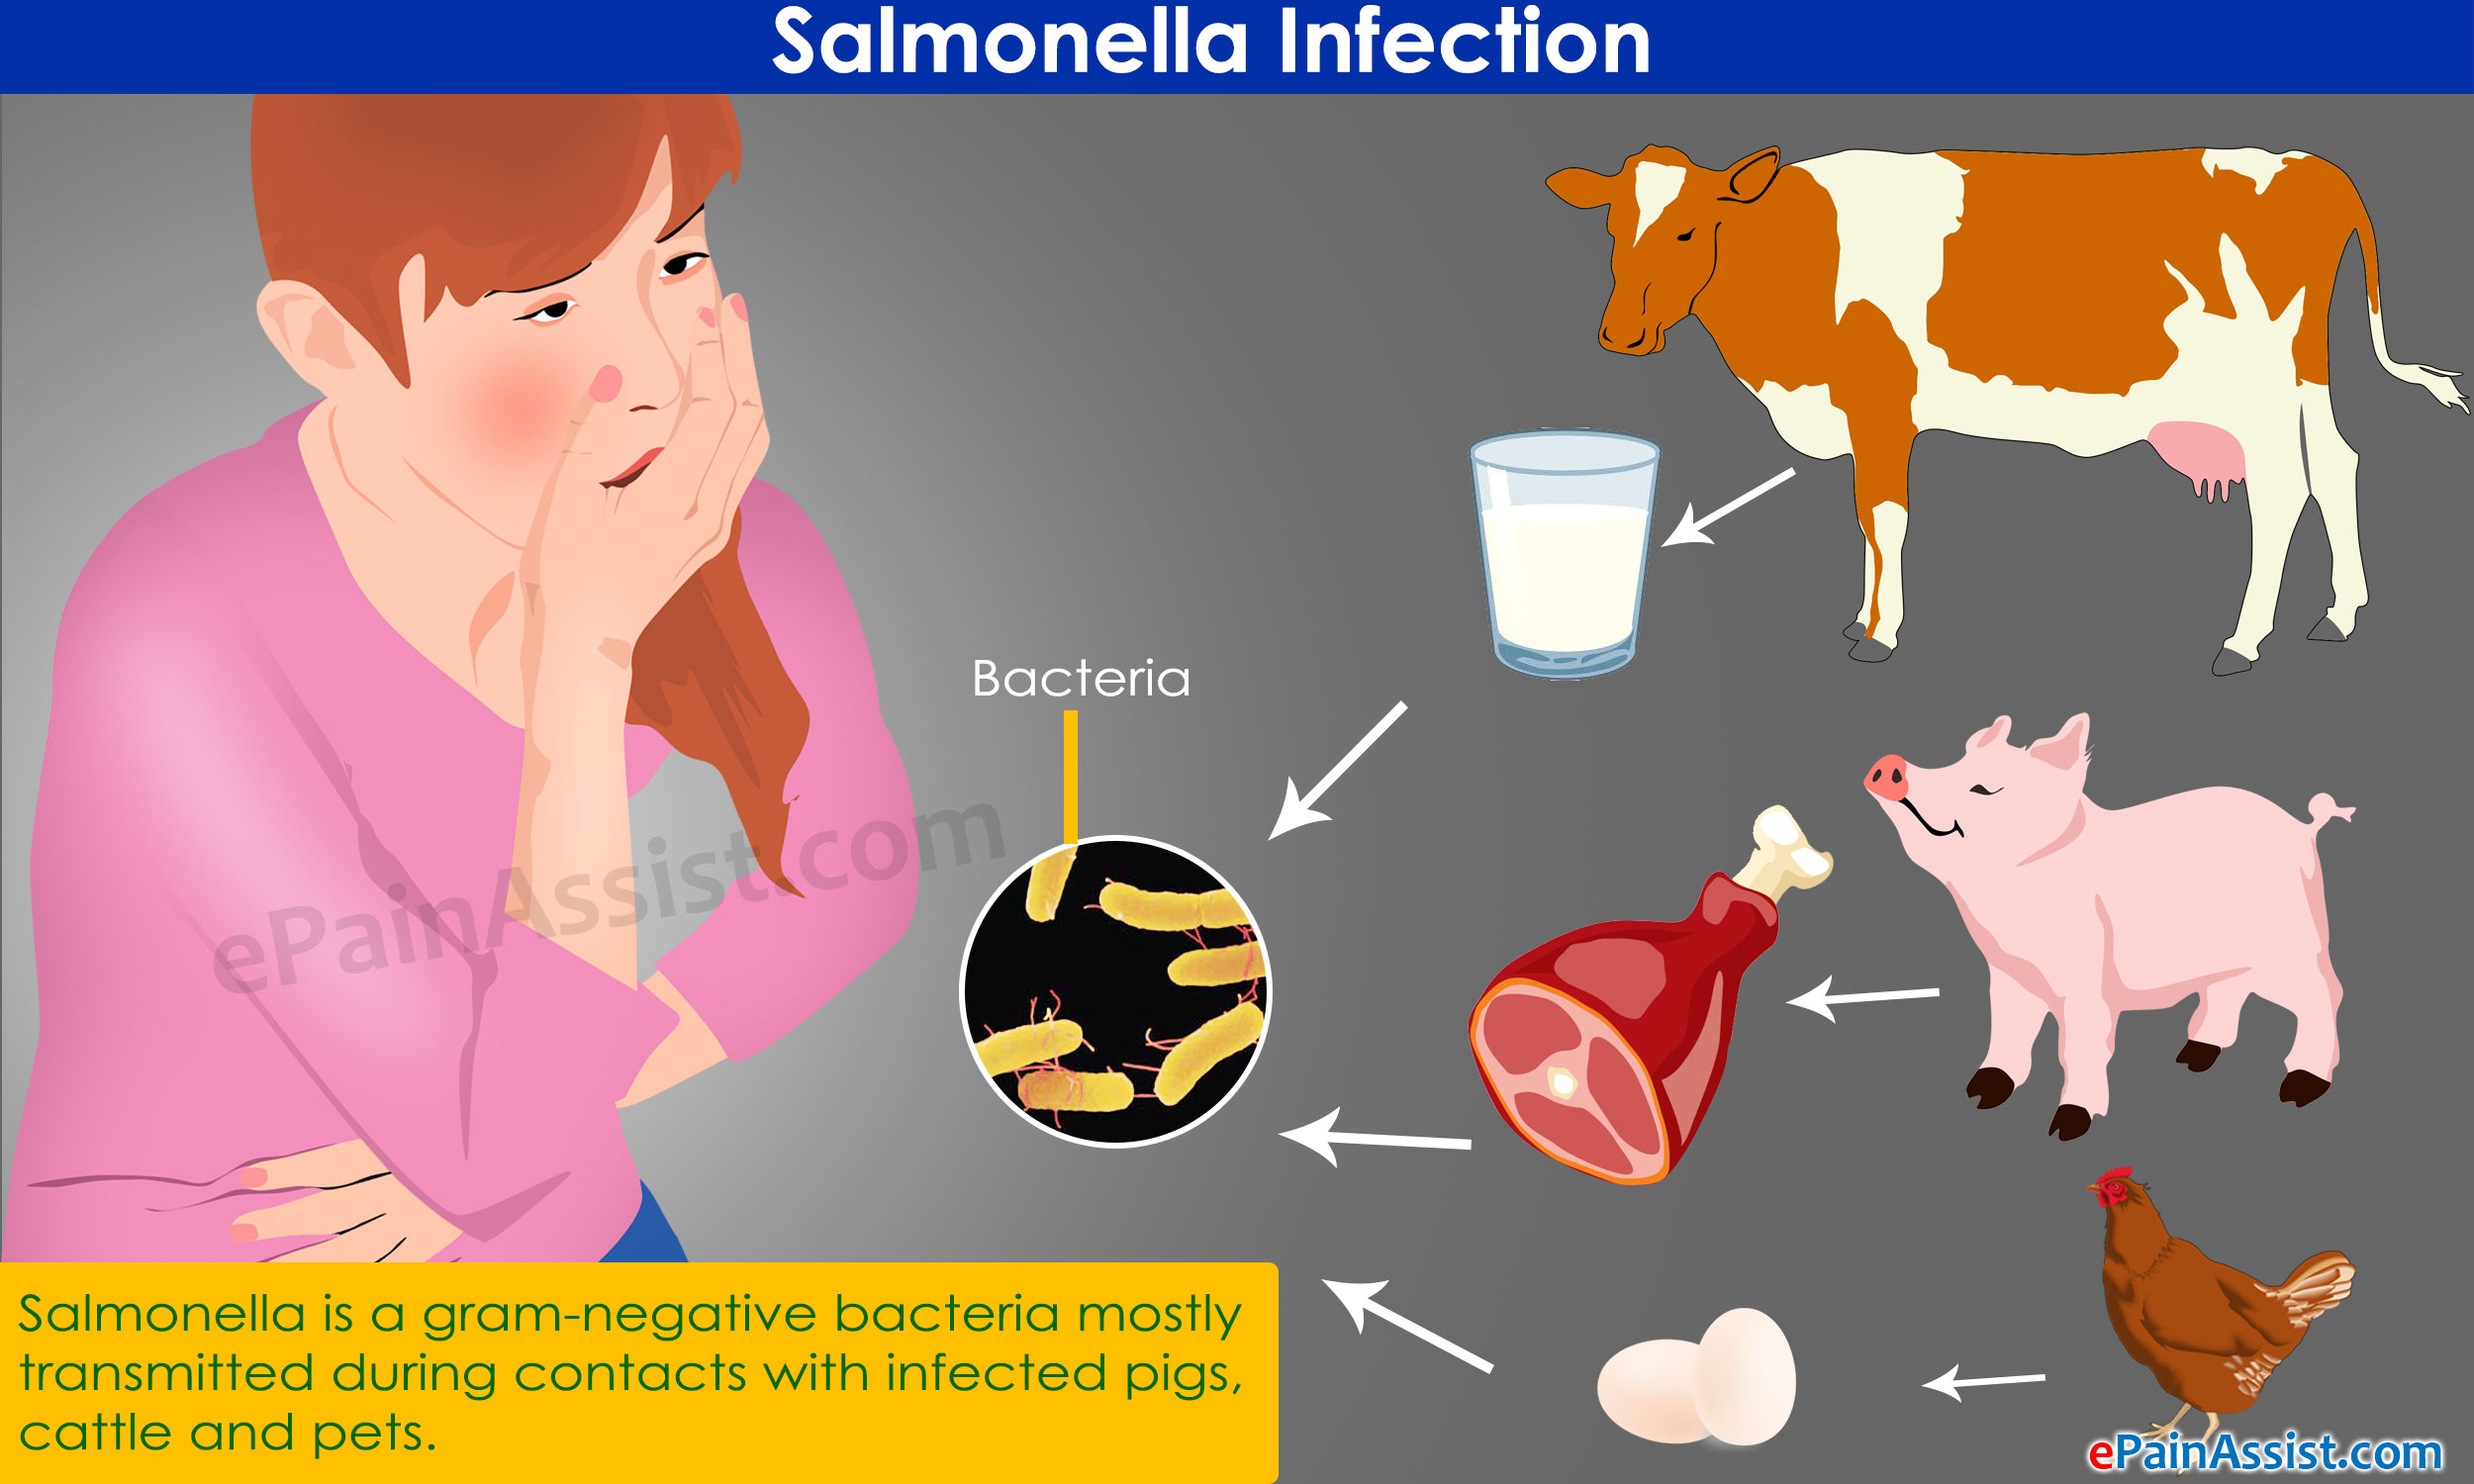 Salmonella Infection
Bacteria
ePainAssist.com
Salmonella is a gram-negative bacteria mostly
transmitted during contacts with infected pigs,
cattle and pets.
ePainAssist.com